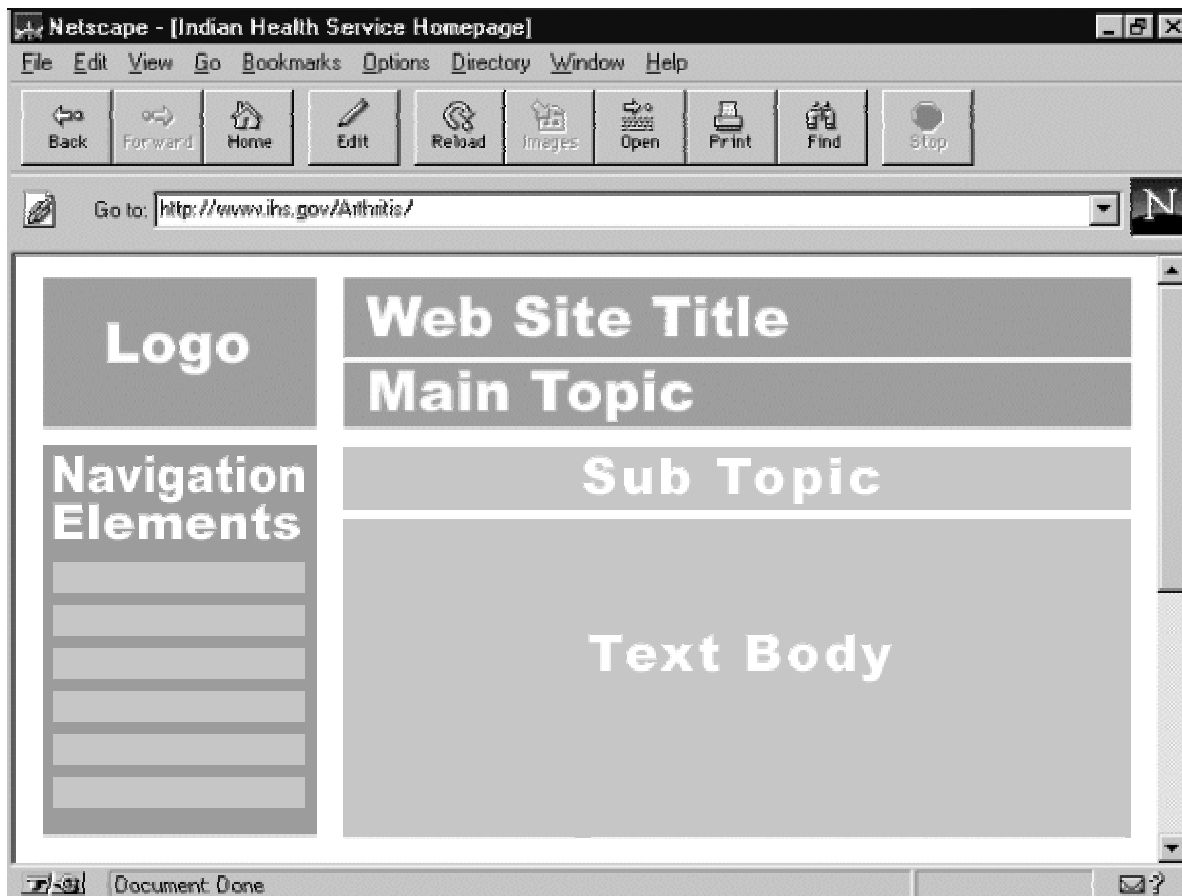 Netscape - [Indian Health Service Homepage]
File Edit View Go Bookmarks Options Directory Window Help
Back Forward Home Edit Reload Images Open Print Find Stop
Go to: http://www.ihs.gov/Arthritis/
N
Logo
Web Site Title
Main Topic
Navigation
Elements
Sub Topic
Text Body
Document: Done
?